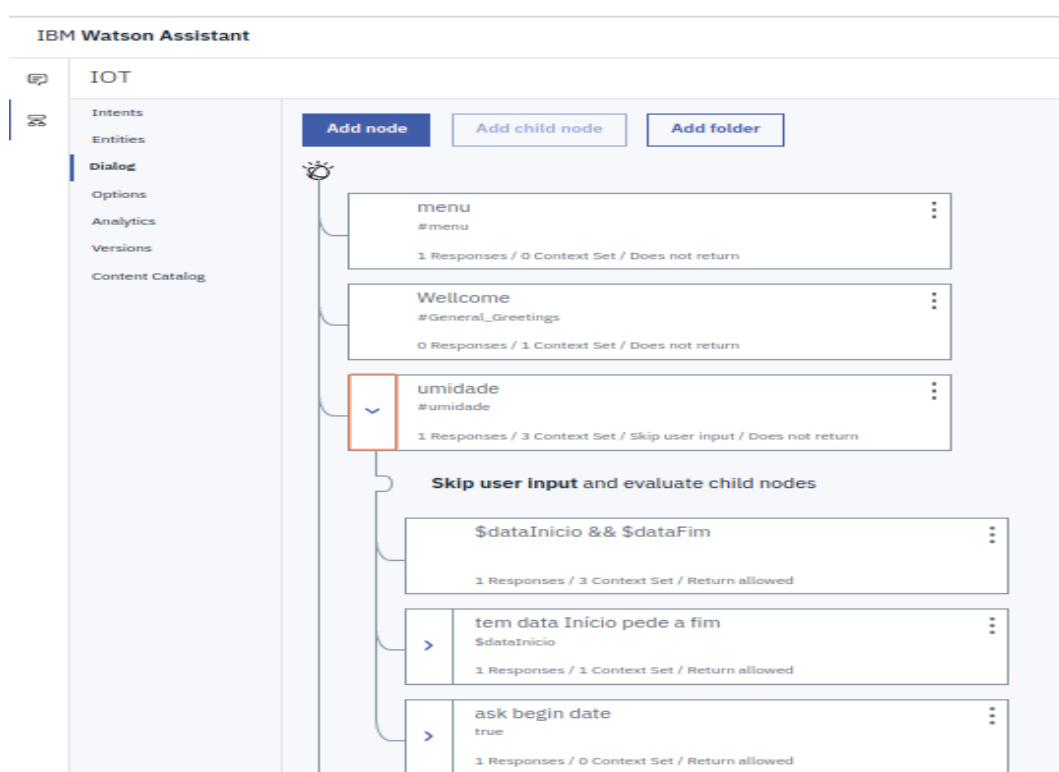 IBM Watson Assistant
IOT
Intents
Entities
Dialog
Options
Analytics
Versions
Content Catalog
Add node
Add child node
Add folder
menu
#menu
1 Responses / 0 Context Set / Does not return
Wellcome
#General_Greetings
0 Responses / 1 Context Set / Does not return
umidade
#umidade
1 Responses / 3 Context Set / Skip user input / Does not return
Skip user input and evaluate child nodes
$dataInicio && $dataFim
1 Responses / 3 Context Set / Return allowed
tem data Início pede a fim
$dataInicio
1 Responses / 1 Context Set / Return allowed
ask begin date
true
1 Responses / 0 Context Set / Return allowed